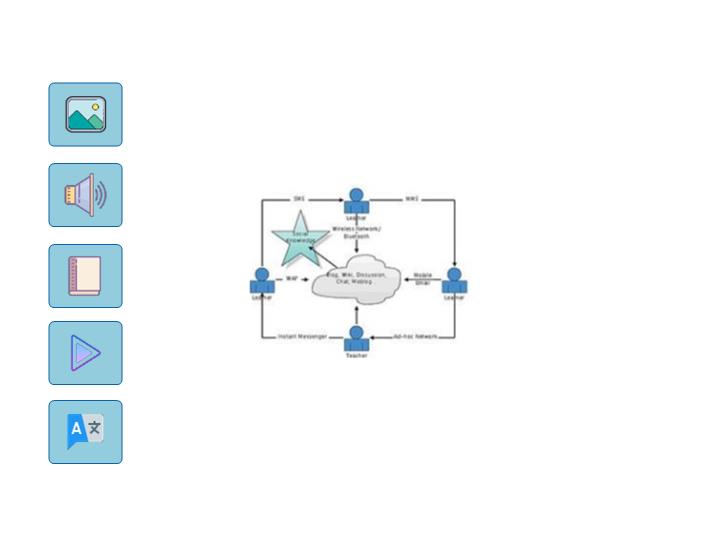 SMS
MMS
Learner
Wireless Network/
Bluetooth
Social
Knowledge
Blog, Wiki, Discussion,
Chat, Weblog
WAP
Mobile
Email
Learner
Learner
Instant Messenger
Ad-hoc Network
Teacher
A 文